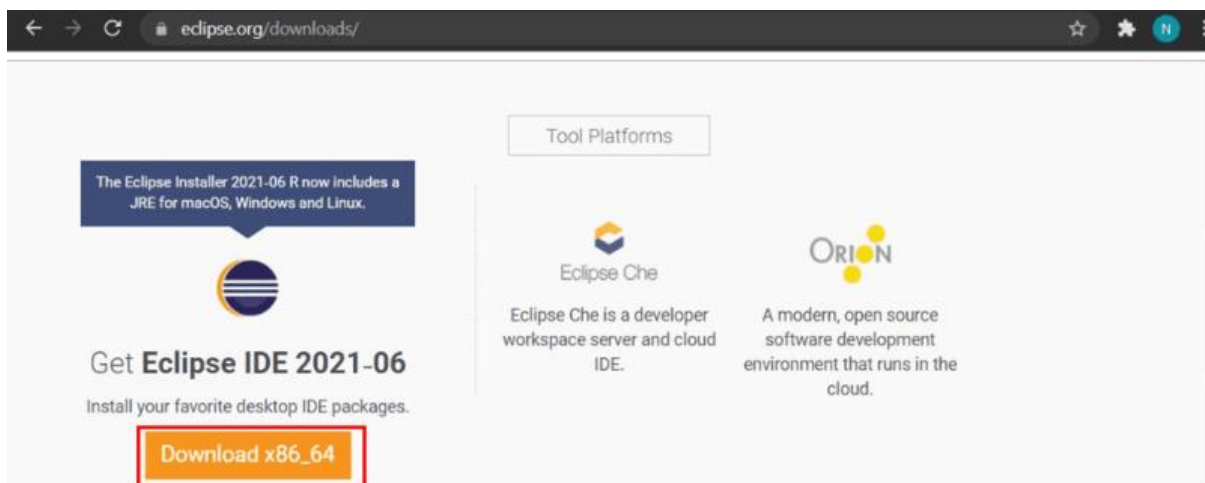 eclipse.org/downloads/
N
Tool Platforms
The Eclipse Installer 2021-06 R now includes a
JRE for macOS, Windows and Linux.
Get Eclipse IDE 2021-06
Install your favorite desktop IDE packages.
Download x86_64
Eclipse Che
Eclipse Che is a developer
workspace server and cloud
IDE.
ORION
A modern, open source
software development
environment that runs in the
cloud.